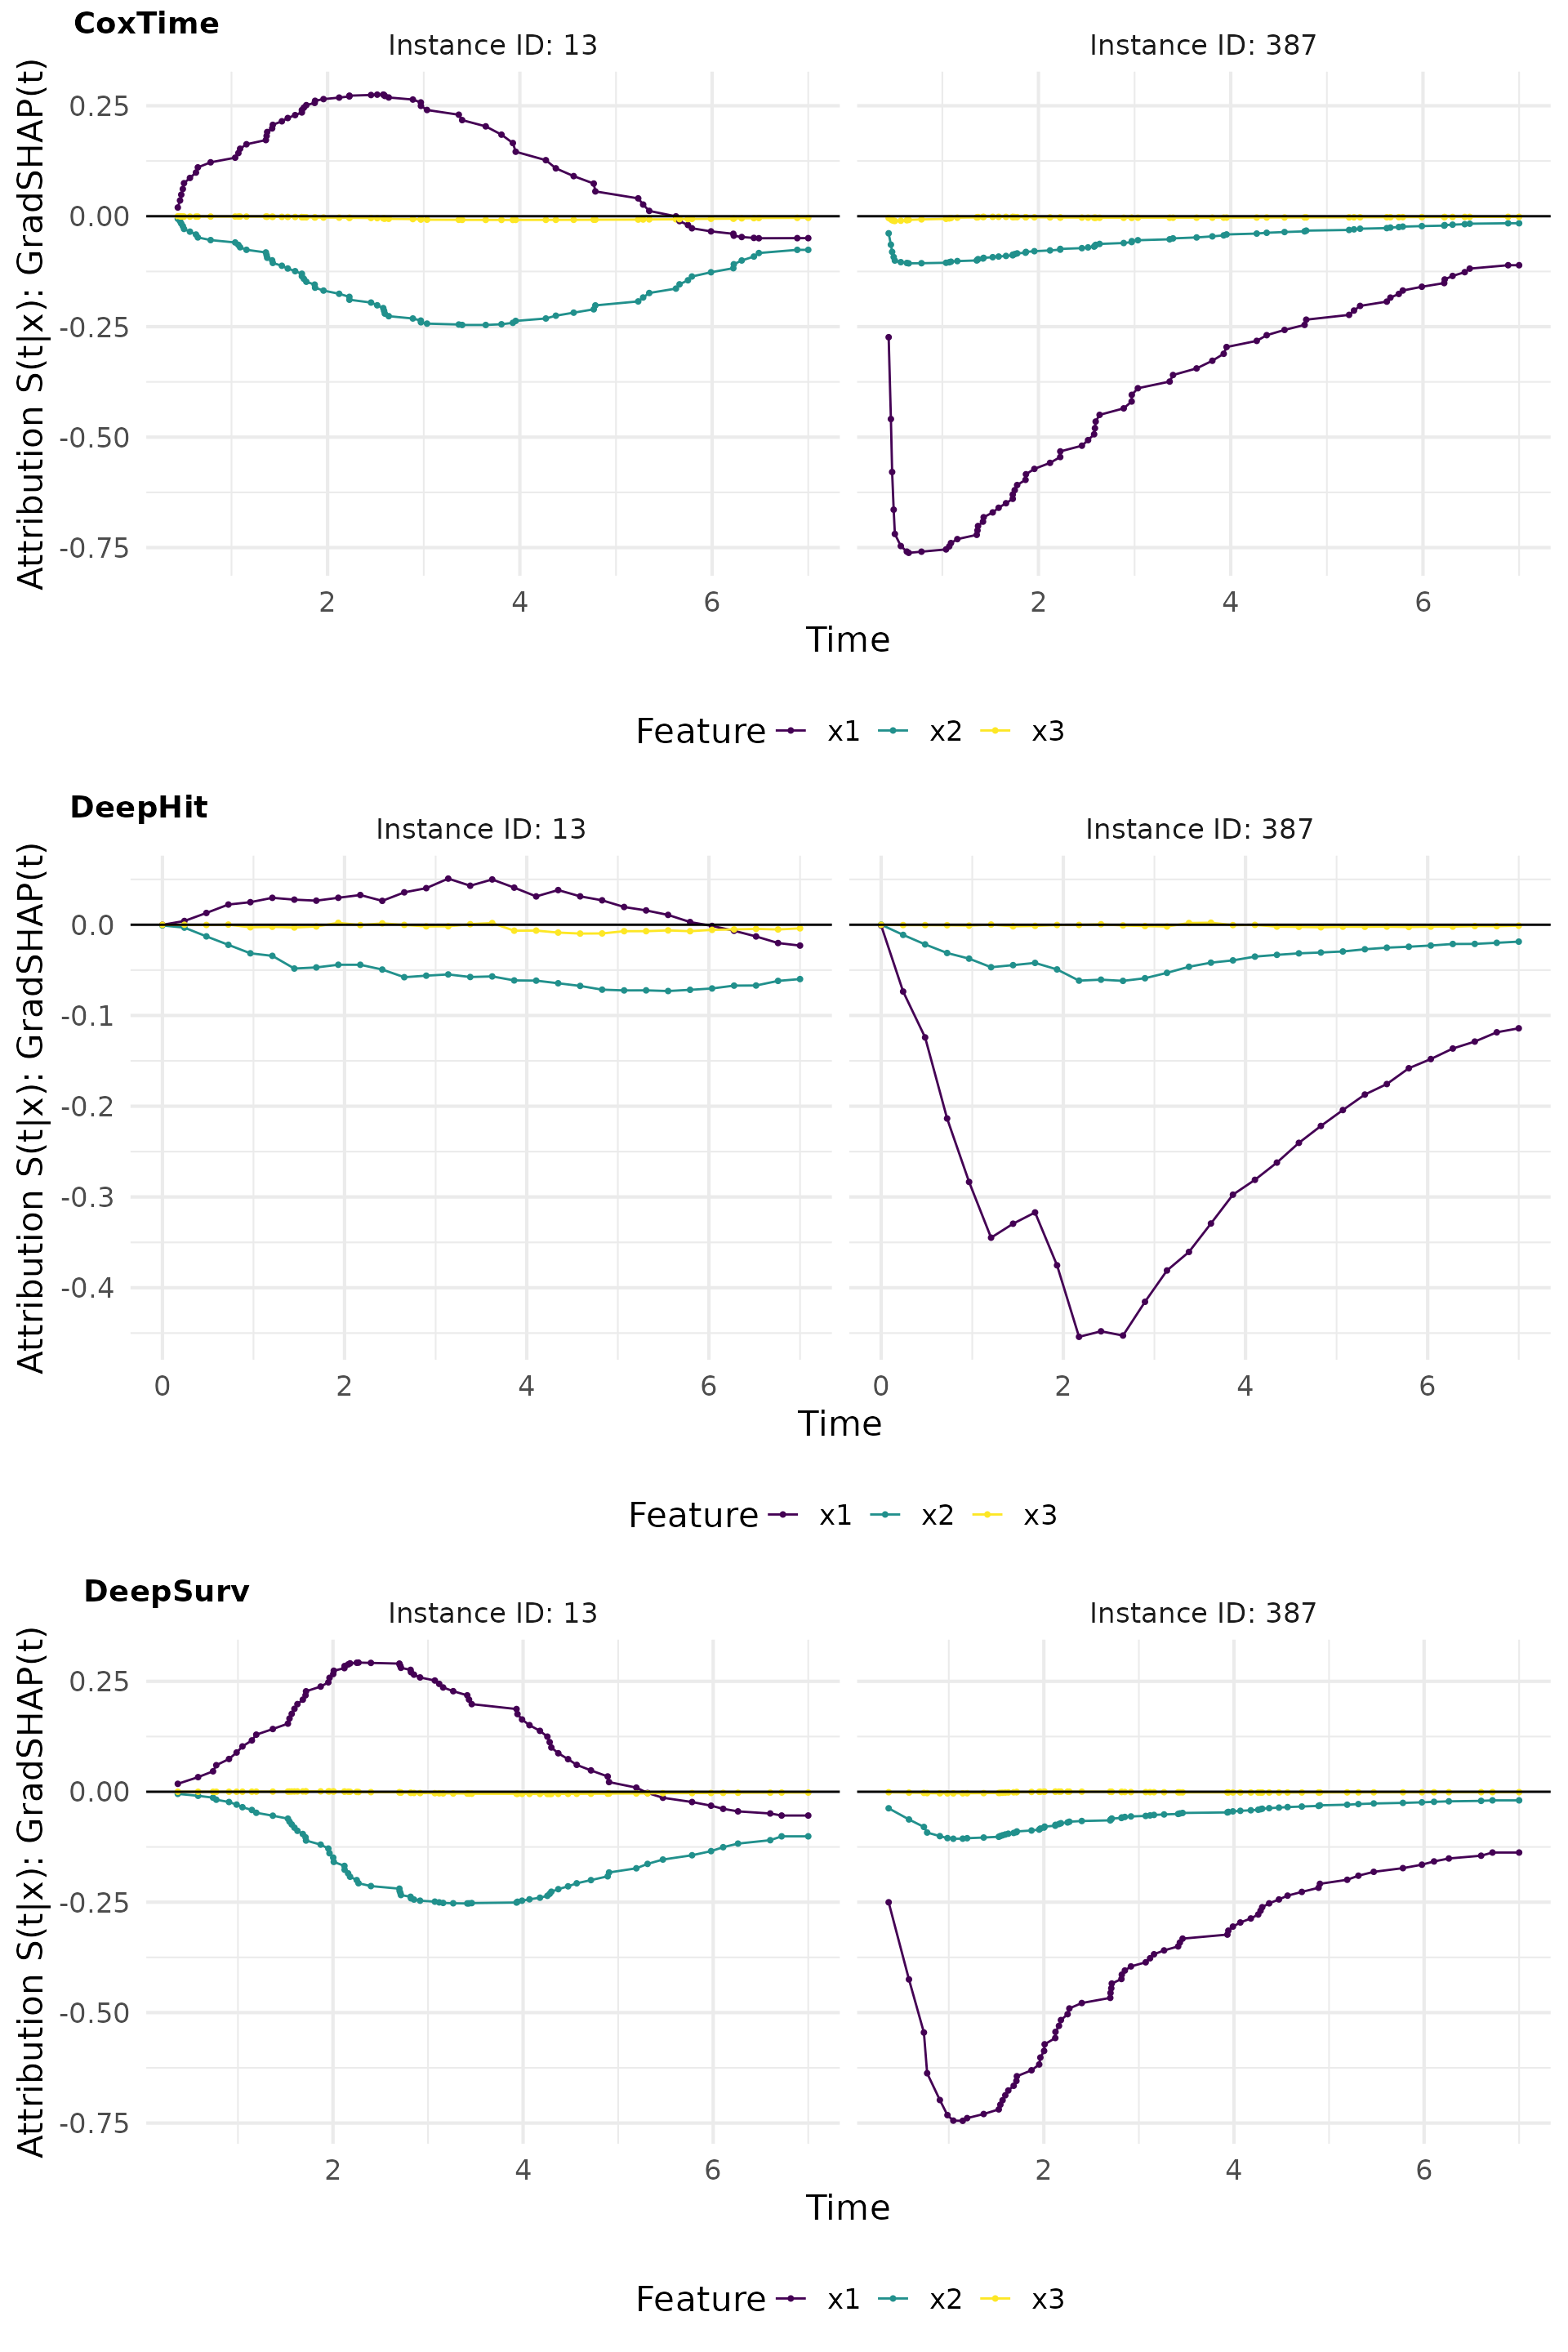 CoxTime
Instance ID: 13
Instance ID: 387
Attribution S(t|x): GradSHAP(t)
0.25
0.00
-0.25
-0.50
-0.75
2 4 6
2 4 6
Time
Feature x1 x2 x3
DeepHit
Instance ID: 13
Instance ID: 387
Attribution S(t|x): GradSHAP(t)
0.0
-0.1
-0.2
-0.3
-0.4
0 2 4 6
0 2 4 6
Time
Feature x1 x2 x3
DeepSurv
Instance ID: 13
Instance ID: 387
Attribution S(t|x): GradSHAP(t)
0.25
0.00
-0.25
-0.50
-0.75
2 4 6
2 4 6
Time
Feature x1 x2 x3